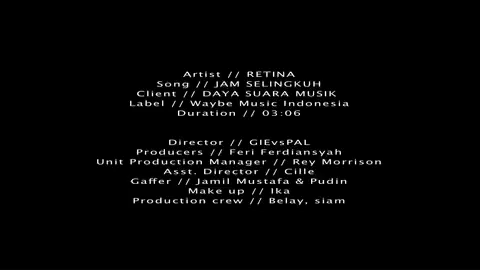 Artist // RETINA
Song // JAM SELINGKUH
Client // DAYA SUARA MUSIK
Label // Waybe Music Indonesia
Duration // 03:06
Director // GIEvsPAL
Producers // Feri Ferdiansyah
Unit Production Manager // Rey Morrison
Asst. Director // Cille
Gaffer // Jamil Mustafa & Pudin
Make up // Ika
Production crew // Belay, siam